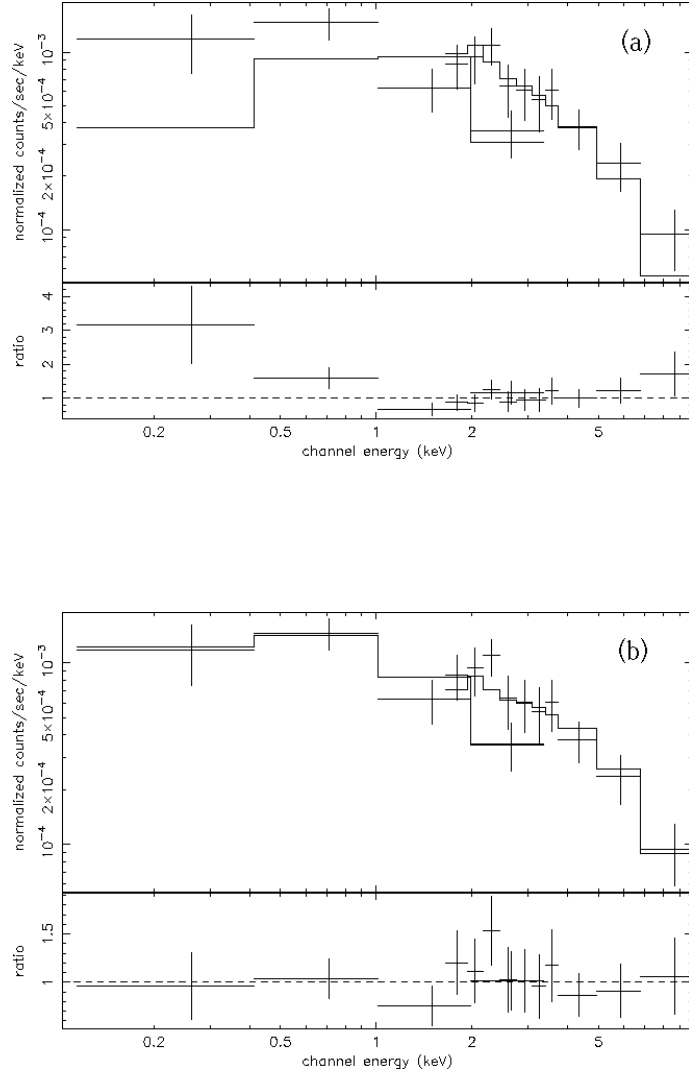 (a)
normalized counts/sec/keV
10⁻³
5×10⁻⁴
2×10⁻⁴
10⁻⁴
ratio
4
3
2
1
0.2 0.5 1 2 5
channel energy (keV)
(b)
normalized counts/sec/keV
10⁻³
5×10⁻⁴
2×10⁻⁴
10⁻⁴
ratio
1.5
1
0.2 0.5 1 2 5
channel energy (keV)